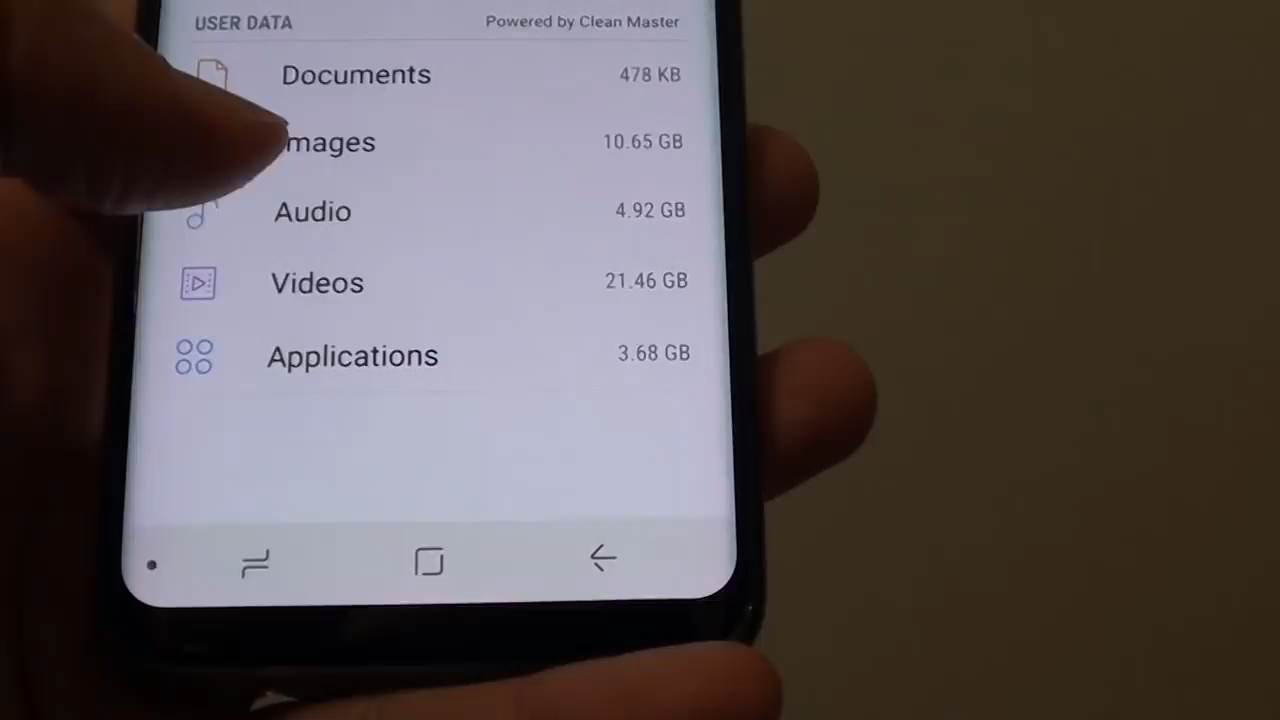 USER DATA Powered by Clean Master
Documents 478 KB
mages 10.65 GB
Audio 4.92 GB
Videos 21.46 GB
Applications 3.68 GB